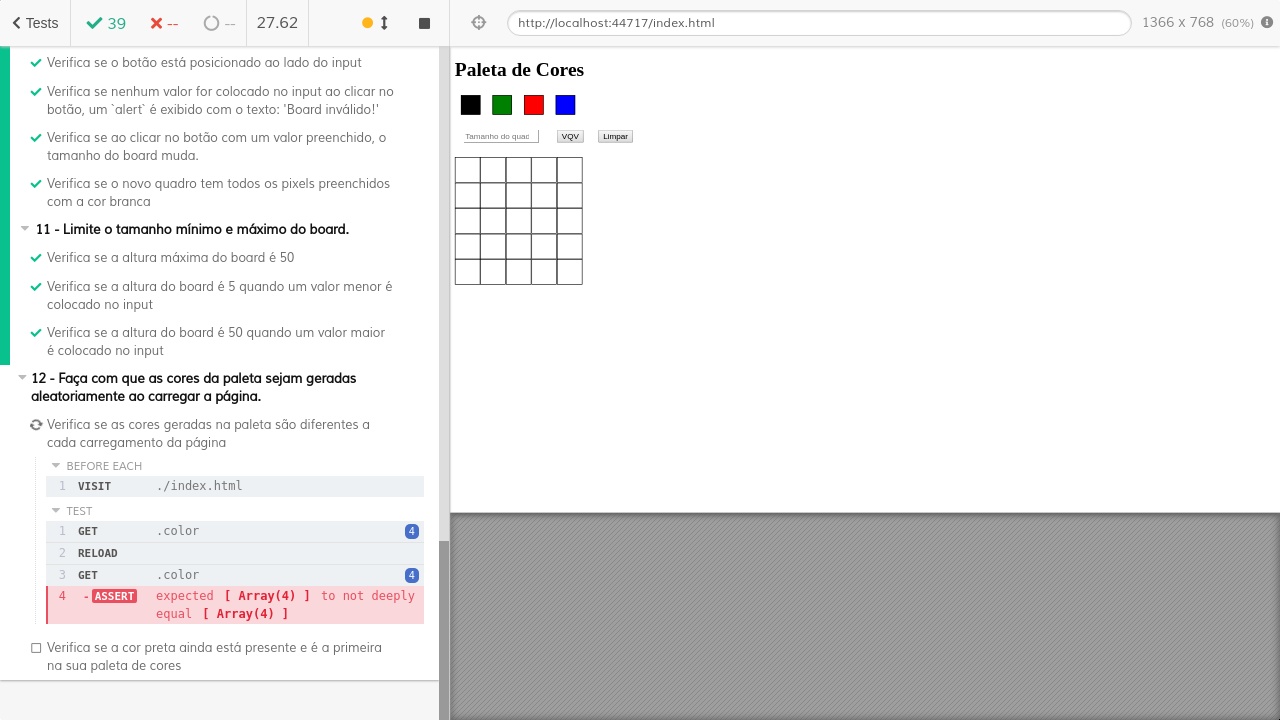 Tests
39
--
--
27.62
http://localhost:44717/index.html
1366 x 768 (60%)
Verifica se o botão está posicionado ao lado do input
Verifica se nenhum valor for colocado no input ao clicar no
botão, um `alert` é exibido com o texto: 'Board inválido!'
Verifica se ao clicar no botão com um valor preenchido, o
tamanho do board muda.
Verifica se o novo quadro tem todos os pixels preenchidos
com a cor branca
11 - Limite o tamanho mínimo e máximo do board.
Verifica se a altura máxima do board é 50
Verifica se a altura do board é 5 quando um valor menor é
colocado no input
Verifica se a altura do board é 50 quando um valor maior
é colocado no input
12 - Faça com que as cores da paleta sejam geradas
aleatoriamente ao carregar a página.
Verifica se as cores geradas na paleta são diferentes a
cada carregamento da página
BEFORE EACH
1 VISIT ./index.html
TEST
1 GET .color 4
2 RELOAD
3 GET .color 4
4 -ASSERT expected [ Array(4) ] to not deeply
equal [ Array(4) ]
Verifica se a cor preta ainda está presente e é a primeira
na sua paleta de cores
Paleta de Cores
Tamanho do quad
VQV
Limpar